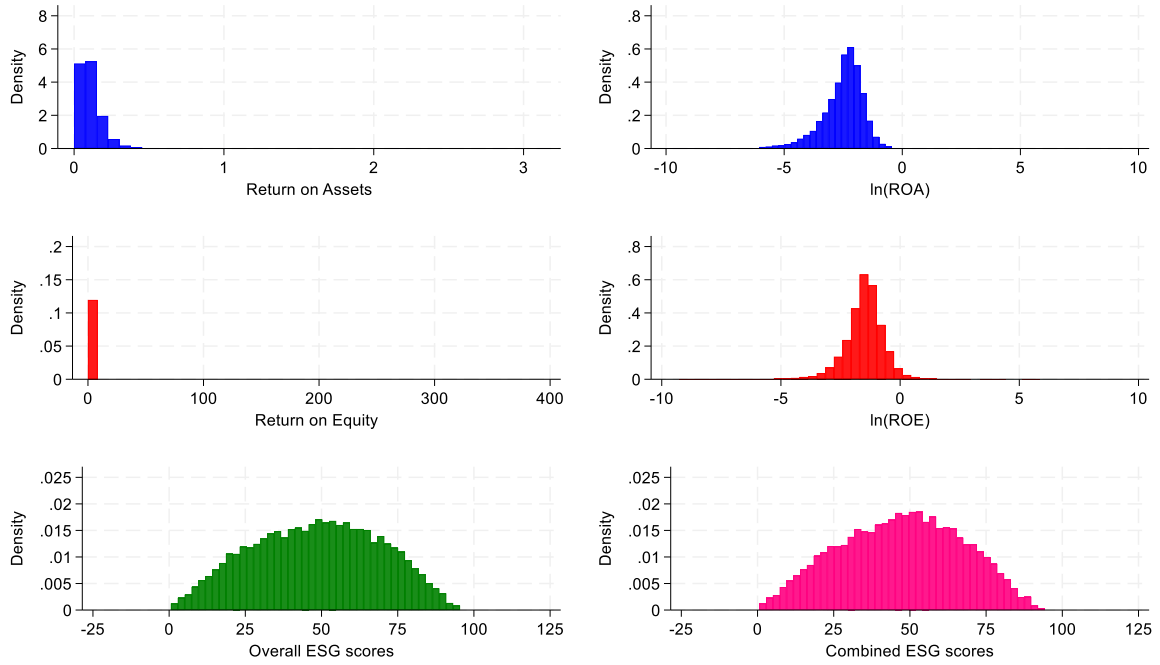 Density
8
6
4
2
0
0 1 2 3
Return on Assets
Density
.8
.6
.4
.2
0
-10 -5 0 5 10
ln(ROA)
Density
.2
.15
.1
.05
0
0 100 200 300 400
Return on Equity
Density
.8
.6
.4
.2
0
-10 -5 0 5 10
ln(ROE)
Density
.025
.02
.015
.01
.005
0
-25 0 25 50 75 100 125
Overall ESG scores
Density
.025
.02
.015
.01
.005
0
-25 0 25 50 75 100 125
Combined ESG scores